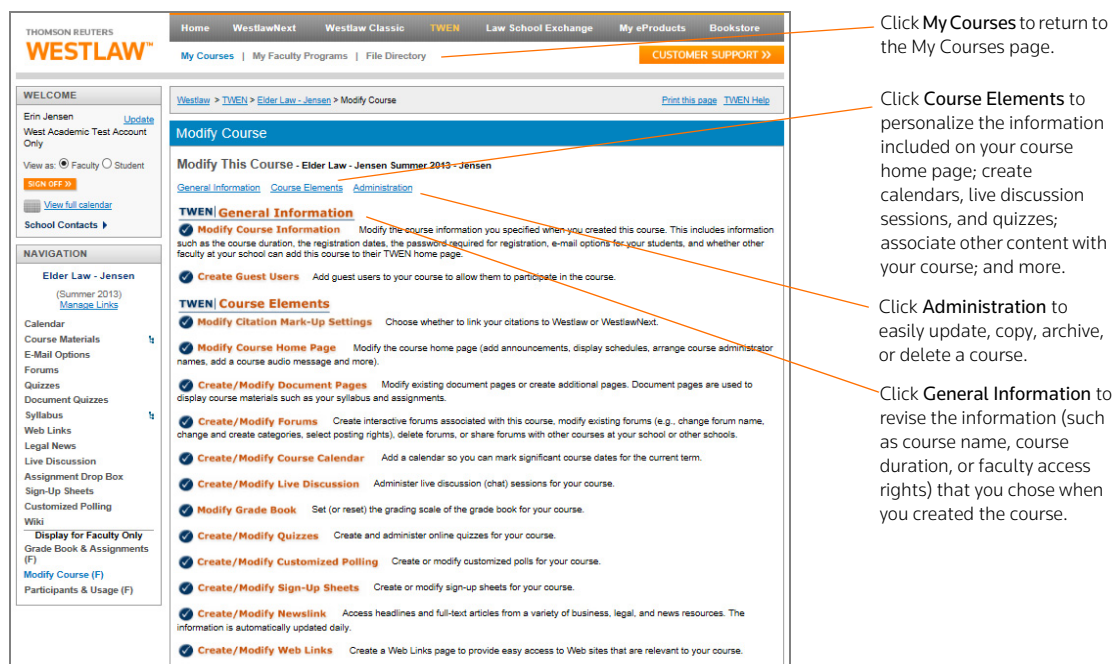 THOMSON REUTERS
WESTLAW™
Home WestlawNext Westlaw Classic TWEN Law School Exchange My eProducts Bookstore
My Courses | My Faculty Programs | File Directory
CUSTOMER SUPPORT »
WELCOME
Erin Jensen Update
West Academic Test Account
Only
View as: Faculty Student
SIGN OFF »
View full calendar
School Contacts
NAVIGATION
Elder Law - Jensen
(Summer 2013)
Manage Links
Calendar
Course Materials
E-Mail Options
Forums
Quizzes
Document Quizzes
Syllabus
Web Links
Legal News
Live Discussion
Assignment Drop Box
Sign-Up Sheets
Customized Polling
Wiki
Display for Faculty Only
Grade Book & Assignments
(F)
Modify Course (F)
Participants & Usage (F)
Westlaw > TWEN > Elder Law - Jensen > Modify Course
Print this page TWEN Help
Modify Course
Modify This Course - Elder Law - Jensen Summer 2013 - Jensen
General Information Course Elements Administration
TWEN| General Information
Modify Course Information Modify the course information you specified when you created this course. This includes information
such as the course duration, the registration dates, the password required for registration, e-mail options for your students, and whether other
faculty at your school can add this course to their TWEN home page.
Create Guest Users Add guest users to your course to allow them to participate in the course.
TWEN| Course Elements
Modify Citation Mark-Up Settings Choose whether to link your citations to Westlaw or WestlawNext.
Modify Course Home Page Modify the course home page (add announcements, display schedules, arrange course administrator
names, add a course audio message and more).
Create/Modify Document Pages Modify existing document pages or create additional pages. Document pages are used to
display course materials such as your syllabus and assignments.
Create/Modify Forums Create interactive forums associated with this course, modify existing forums (e.g., change forum name,
change and create categories, select posting rights), delete forums, or share forums with other courses at your school or other schools.
Create/Modify Course Calendar Add a calendar so you can mark significant course dates for the current term.
Create/Modify Live Discussion Administer live discussion (chat) sessions for your course.
Modify Grade Book Set (or reset) the grading scale of the grade book for your course.
Create/Modify Quizzes Create and administer online quizzes for your course.
Create/Modify Customized Polling Create or modify customized polls for your course.
Create/Modify Sign-Up Sheets Create or modify sign-up sheets for your course.
Create/Modify Newslink Access headlines and full-text articles from a variety of business, legal, and news resources. The
information is automatically updated daily.
Create/Modify Web Links Create a Web Links page to provide easy access to Web sites that are relevant to your course.
Click My Courses to return to
the My Courses page.
Click Course Elements to
personalize the information
included on your course
home page; create
calendars, live discussion
sessions, and quizzes;
associate other content with
your course; and more.
Click Administration to
easily update, copy, archive,
or delete a course.
Click General Information to
revise the information (such
as course name, course
duration, or faculty access
rights) that you chose when
you created the course.